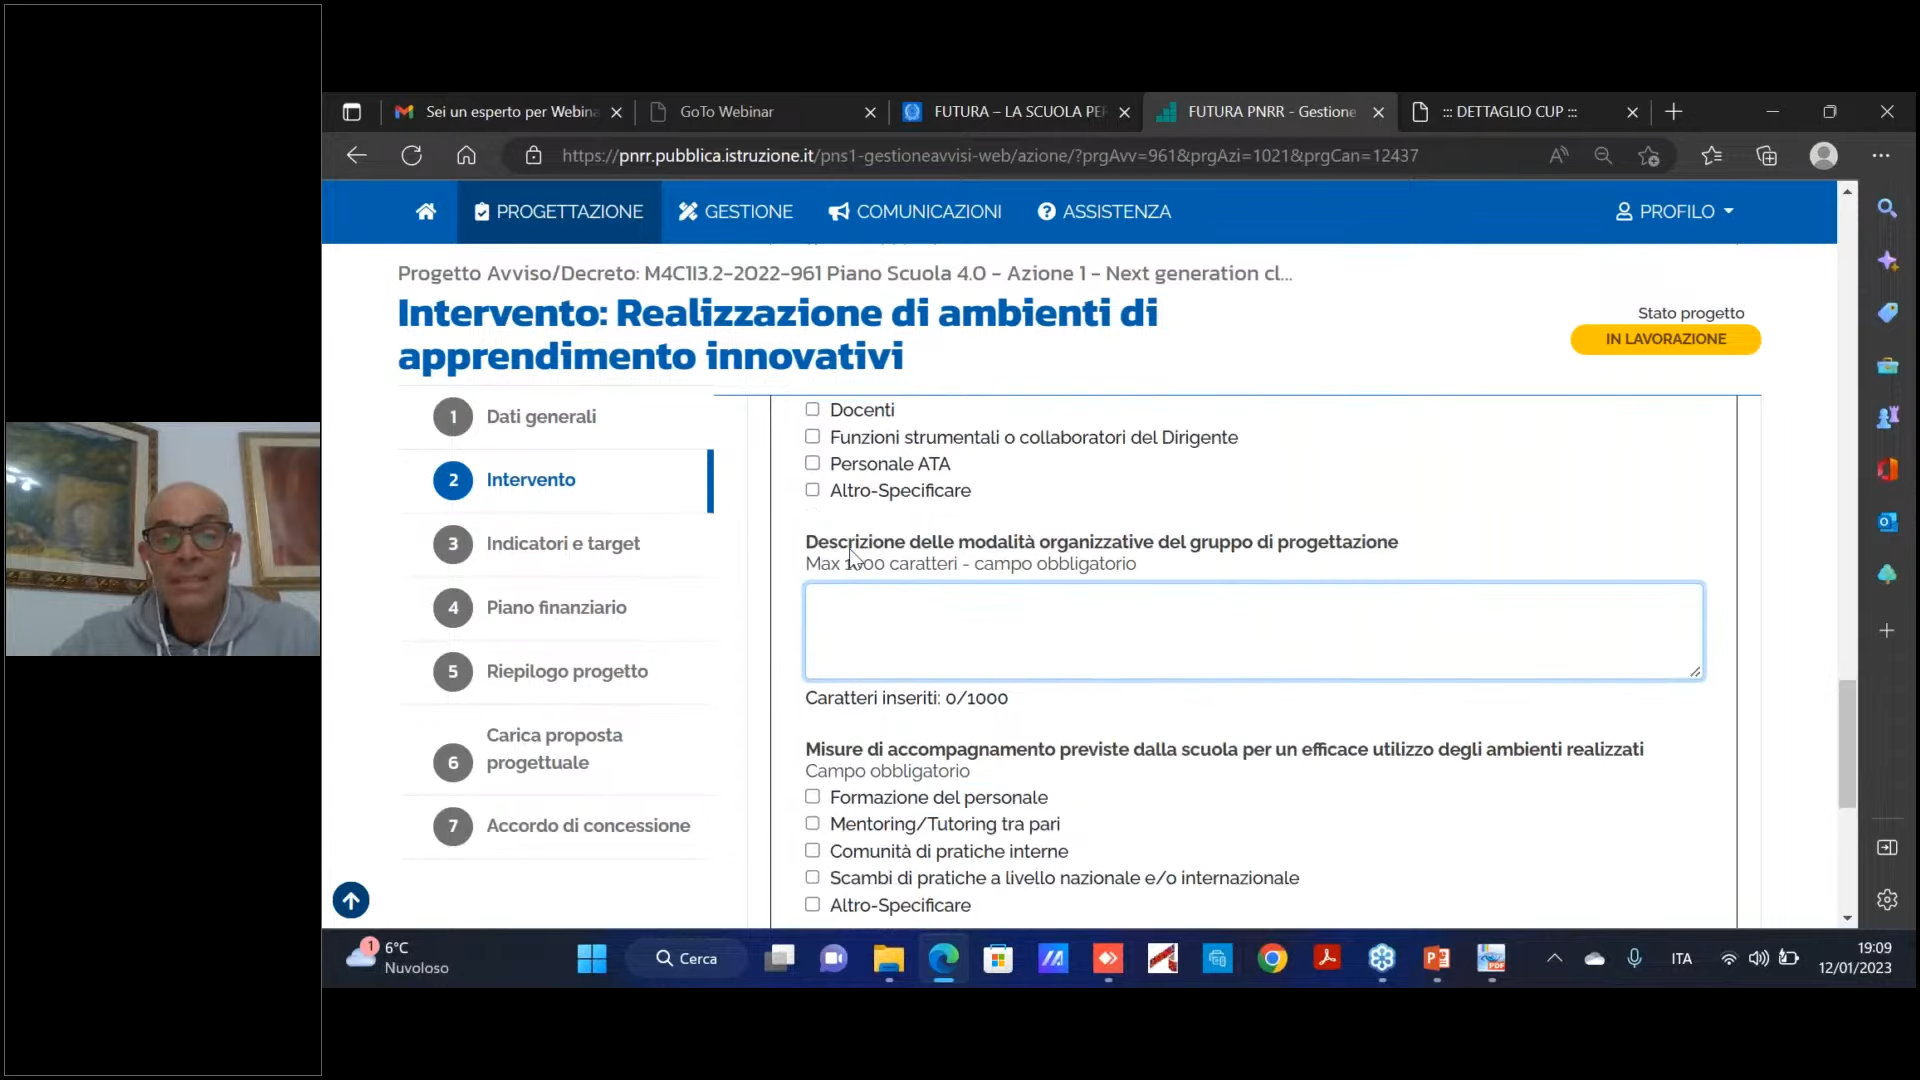 Sei un esperto per Webina
GoTo Webinar
FUTURA – LA SCUOLA PER
FUTURA PNRR - Gestione
::: DETTAGLIO CUP :::
https://pnrr.pubblica.istruzione.it/pns1-gestioneavvisi-web/azione/?prgAvv=961&prgAzi=1021&prgCan=12437
PROGETTAZIONE
GESTIONE
COMUNICAZIONI
ASSISTENZA
PROFILO
Progetto Avviso/Decreto: M4C1I3.2-2022-961 Piano Scuola 4.0 - Azione 1 - Next generation cl...
Intervento: Realizzazione di ambienti di
apprendimento innovativi
Stato progetto
IN LAVORAZIONE
1 Dati generali
2 Intervento
3 Indicatori e target
4 Piano finanziario
5 Riepilogo progetto
6 Carica proposta
progettuale
7 Accordo di concessione
Docenti
Funzioni strumentali o collaboratori del Dirigente
Personale ATA
Altro-Specificare
Descrizione delle modalità organizzative del gruppo di progettazione
Max 1000 caratteri - campo obbligatorio
Caratteri inseriti: 0/1000
Misure di accompagnamento previste dalla scuola per un efficace utilizzo degli ambienti realizzati
Campo obbligatorio
Formazione del personale
Mentoring/Tutoring tra pari
Comunità di pratiche interne
Scambi di pratiche a livello nazionale e/o internazionale
Altro-Specificare
1
6°C
Nuvoloso
Cerca
ITA
19:09
12/01/2023